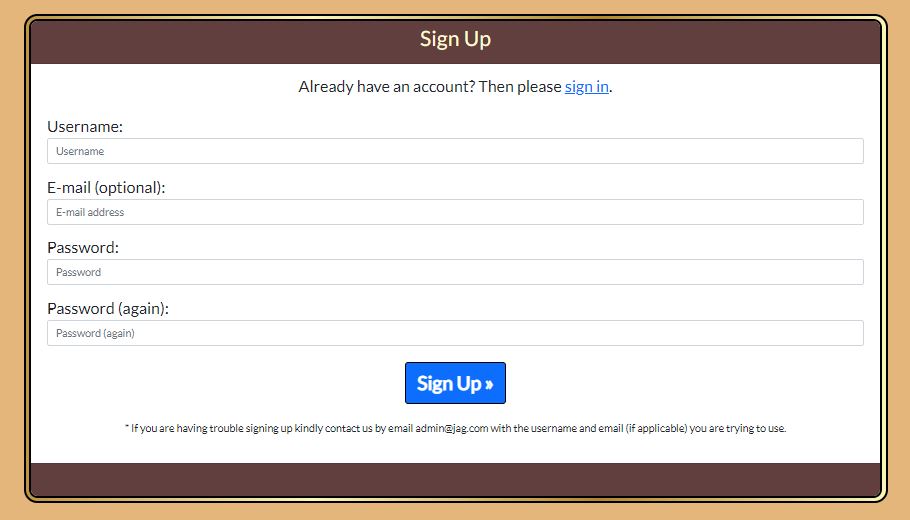 Sign Up
Already have an account? Then please sign in.
Username:
Username
E-mail (optional):
E-mail address
Password:
Password
Password (again):
Password (again)
Sign Up »
* If you are having trouble signing up kindly contact us by email admin@jag.com with the username and email (if applicable) you are trying to use.